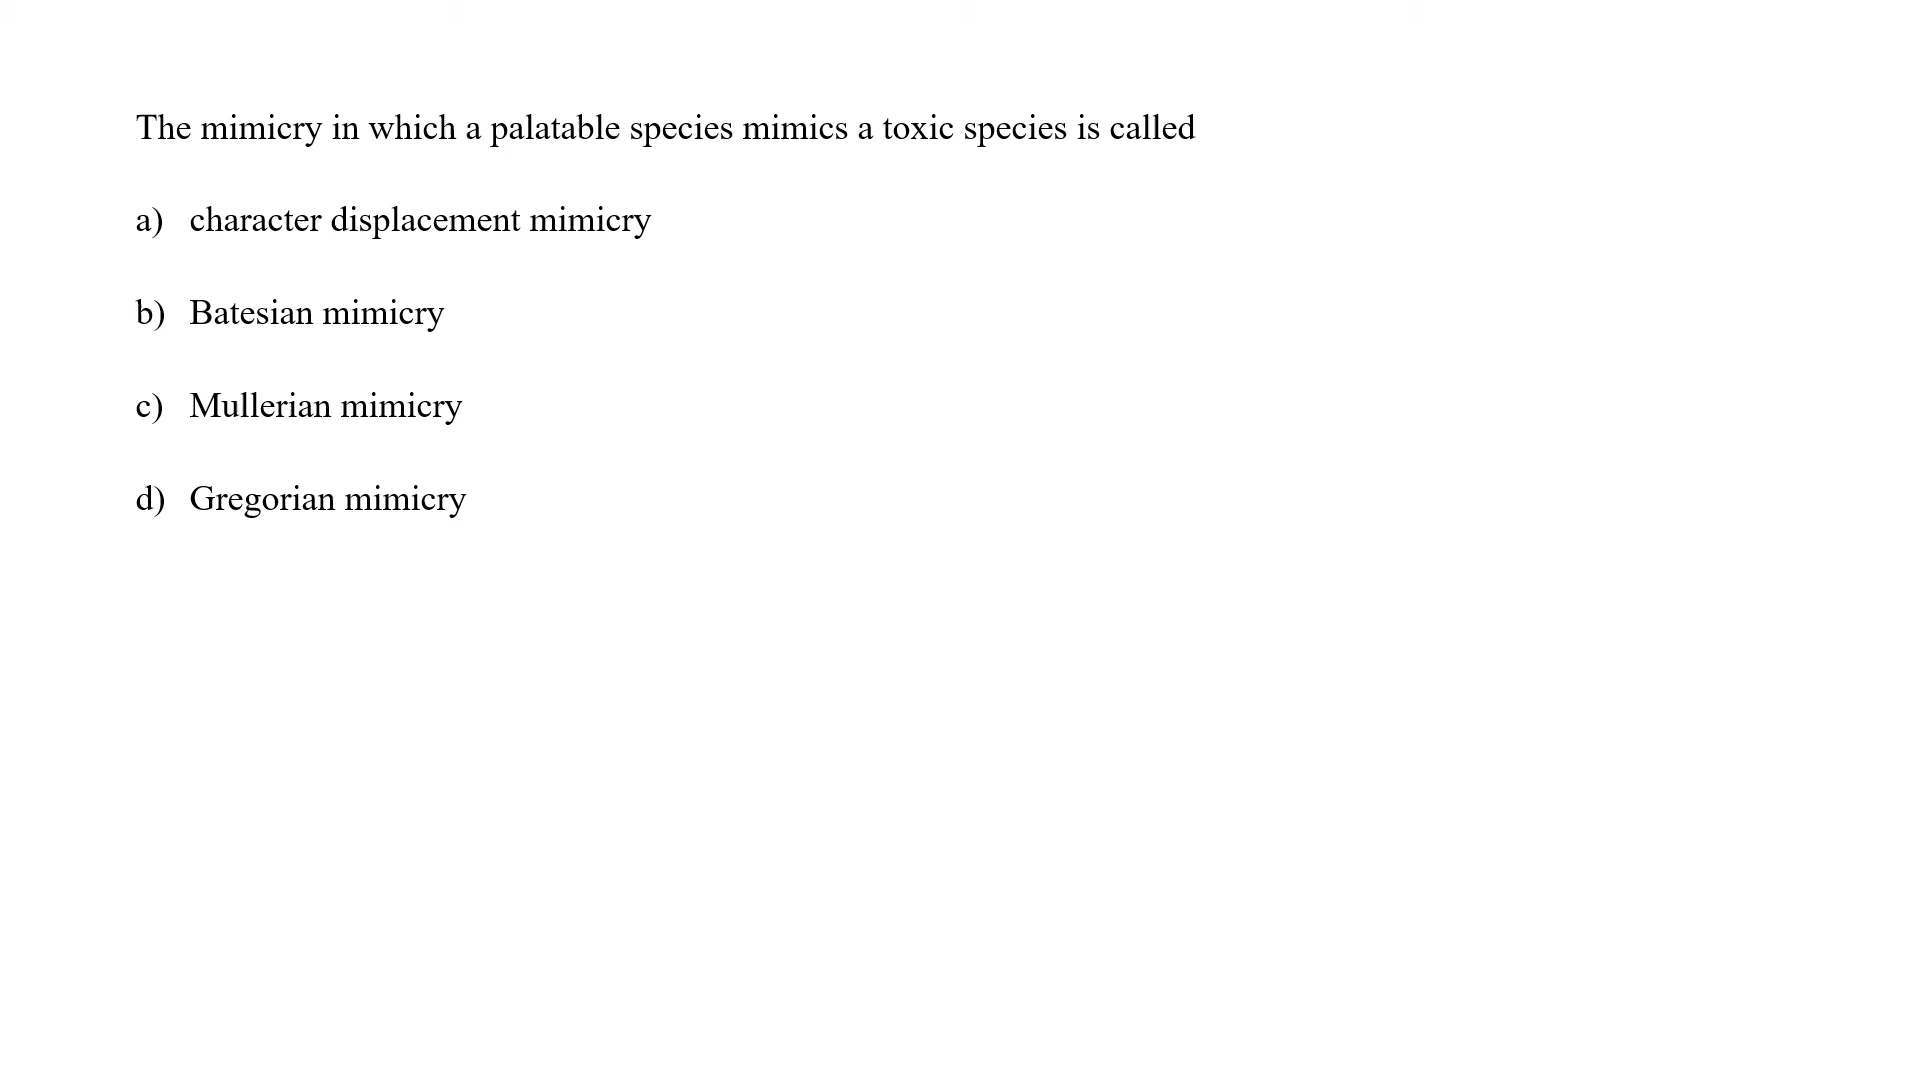 The mimicry in which a palatable species mimics a toxic species is called
a) character displacement mimicry
b) Batesian mimicry
c) Mullerian mimicry
d) Gregorian mimicry